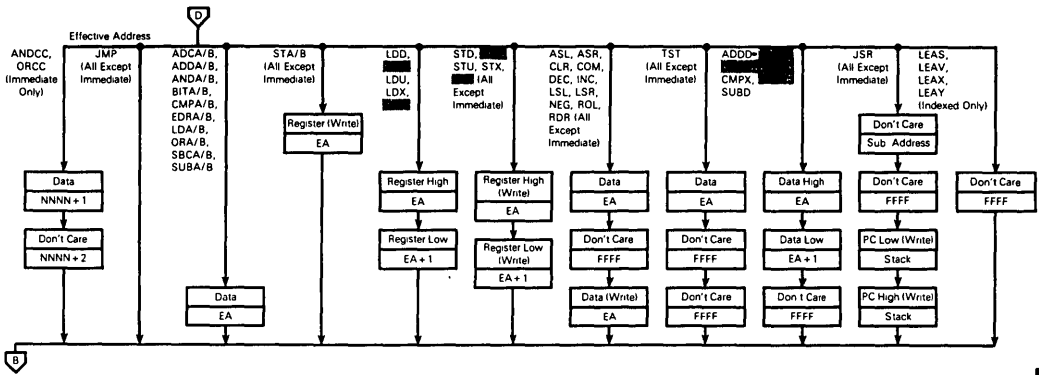 D
Effective Address
ANDCC,
ORCC
(Immediate
Only)
JMP
(All Except
Immediate)
ADCA/B,
ADDA/B,
ANDA/B,
BITA/B,
CMPA/B,
EDRA/B,
LDA/B,
ORA/B,
SBCA/B,
SUBA/B
STA/B
(All Except
Immediate)
LDD,
LDU,
LDX,
STD,
STU, STX,
(All
Except
Immediate)
ASL, ASR,
CLR, COM,
DEC, INC,
LSL, LSR,
NEG, ROL,
RDR (All
Except
Immediate)
TST
(All Except
Immediate)
ADDD
CMPX,
SUBD
JSR
(All Except
Immediate)
LEAS,
LEAV,
LEAX,
LEAY
(Indexed Only)
Data
NNNN + 1
Don't Care
NNNN + 2
Data
EA
Register (Write)
EA
Register High
EA
Register Low
EA + 1
Register High
(Write)
EA
Register Low
(Write)
EA + 1
Data
EA
Don't Care
FFFF
Data (Write)
EA
Data
EA
Don't Care
FFFF
Don't Care
FFFF
Data High
EA
Data Low
EA + 1
Don t Care
FFFF
Don't Care
Sub Address
Don't Care
FFFF
PC Low (Write)
Stack
PC High (Write)
Stack
Don't Care
FFFF
B